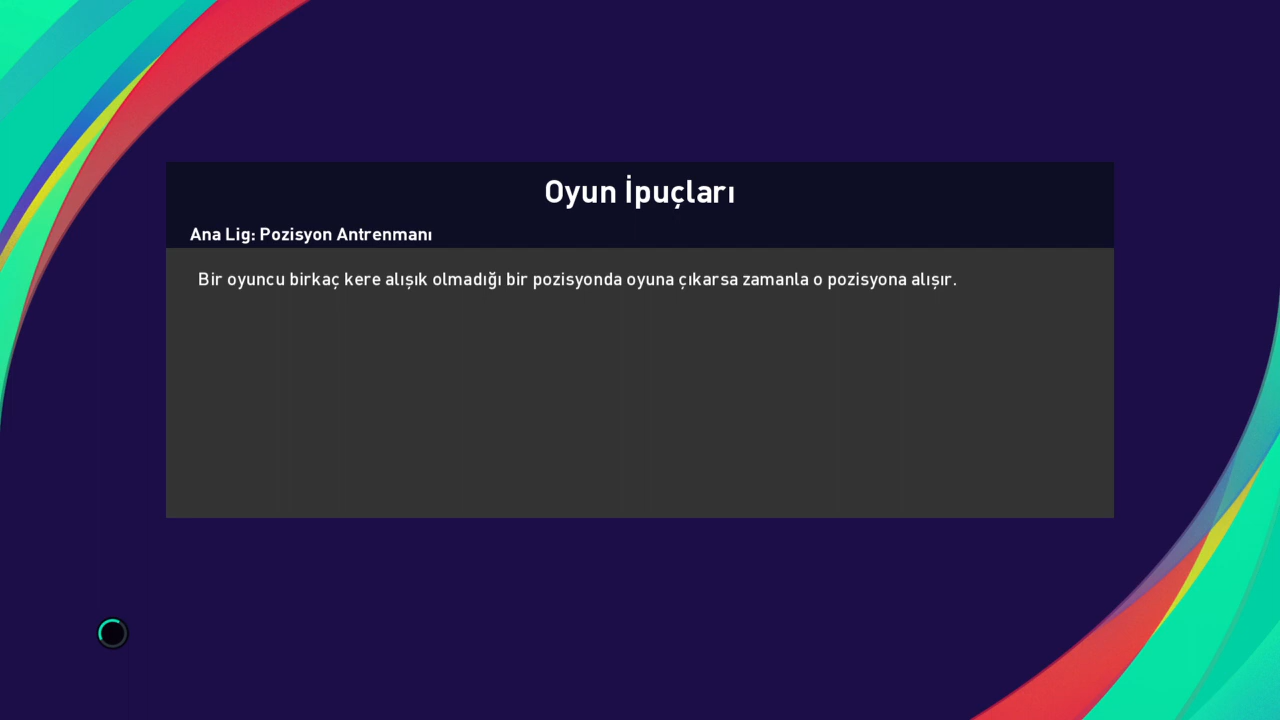 Oyun İpuçları
Ana Lig: Pozisyon Antrenmanı
Bir oyuncu birkaç kere alışık olmadığı bir pozisyonda oyuna çıkarsa zamanla o pozisyona alışır.